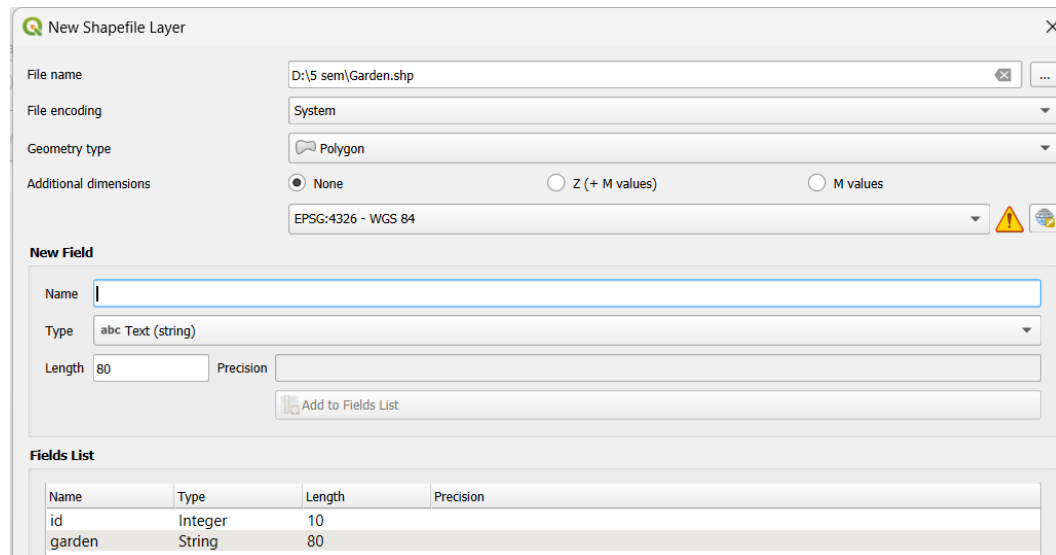 New Shapefile Layer
File name D:\5 sem\Garden.shp ...
File encoding System
Geometry type Polygon
Additional dimensions None Z (+ M values) M values
EPSG:4326 - WGS 84
New Field
Name
Type abc Text (string)
Length 80 Precision
Add to Fields List
Fields List
Name Type Length Precision
id Integer 10
garden String 80